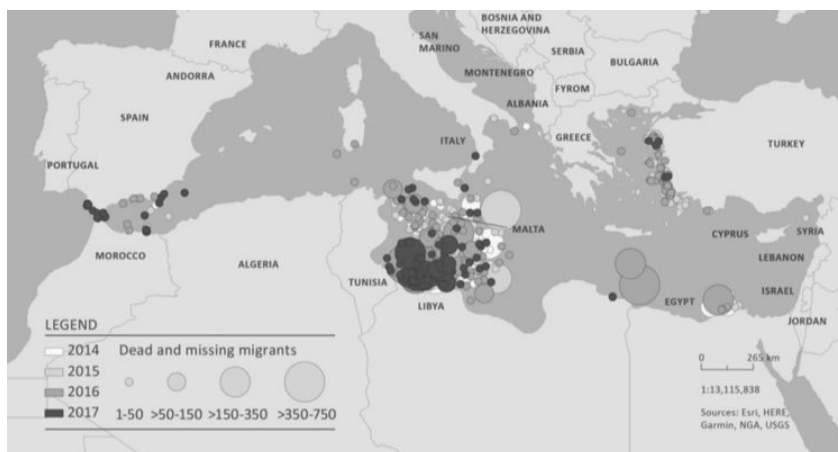 BOSNIA AND
HERZEGOVINA
FRANCE
SAN
MARINO
SERBIA
ANDORRA
MONTENEGRO
BULGARIA
ALBANIA
FYROM
SPAIN
ITALY
GREECE
TURKEY
PORTUGAL
MALTA
CYPRUS
SYRIA
MOROCCO
ALGERIA
LEBANON
TUNISIA
ISRAEL
LIBYA
EGYPT
JORDAN
LEGEND
2014
2015
2016
2017
Dead and missing migrants
1-50 >50-150 >150-350 >350-750
0 265 km
1:13,115,838
Sources: Esri, HERE,
Garmin, NGA, USGS